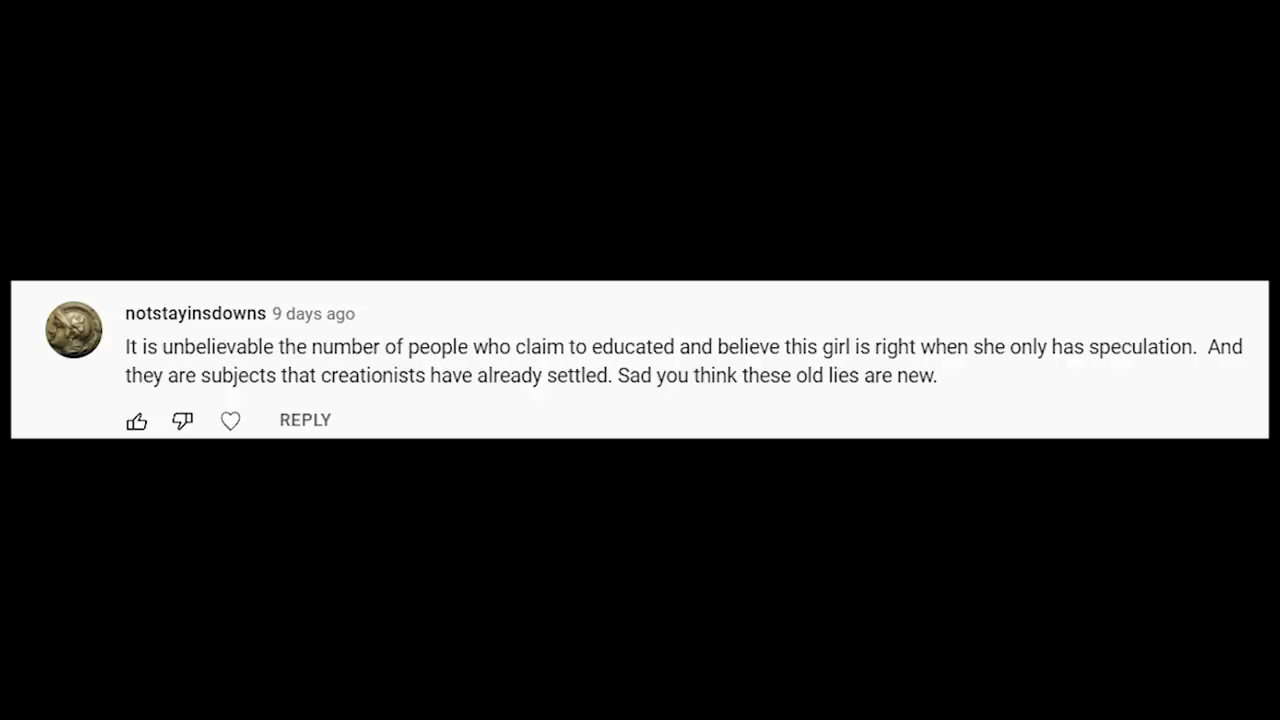 notstayinsdowns 9 days ago
It is unbelievable the number of people who claim to educated and believe this girl is right when she only has speculation.  And
they are subjects that creationists have already settled. Sad you think these old lies are new.
REPLY